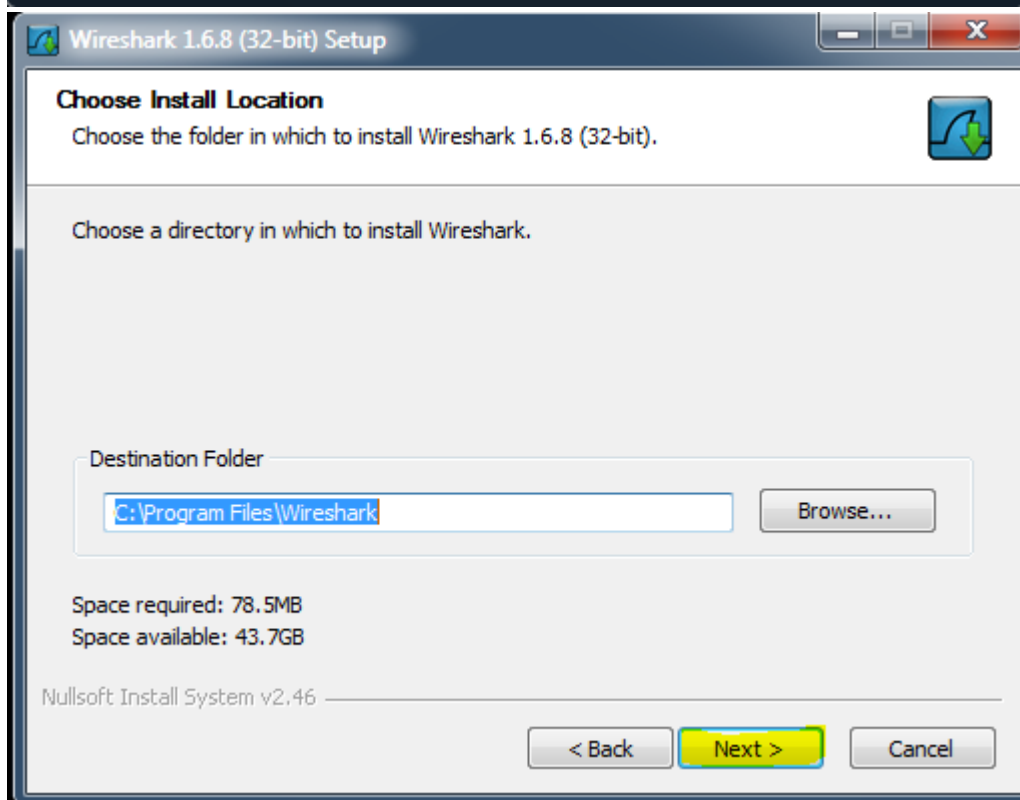 Wireshark 1.6.8 (32-bit) Setup
Choose Install Location
Choose the folder in which to install Wireshark 1.6.8 (32-bit).
Choose a directory in which to install Wireshark.
Destination Folder
C:\Program Files\Wireshark
Browse...
Space required: 78.5MB
Space available: 43.7GB
Nullsoft Install System v2.46
< Back
Next >
Cancel